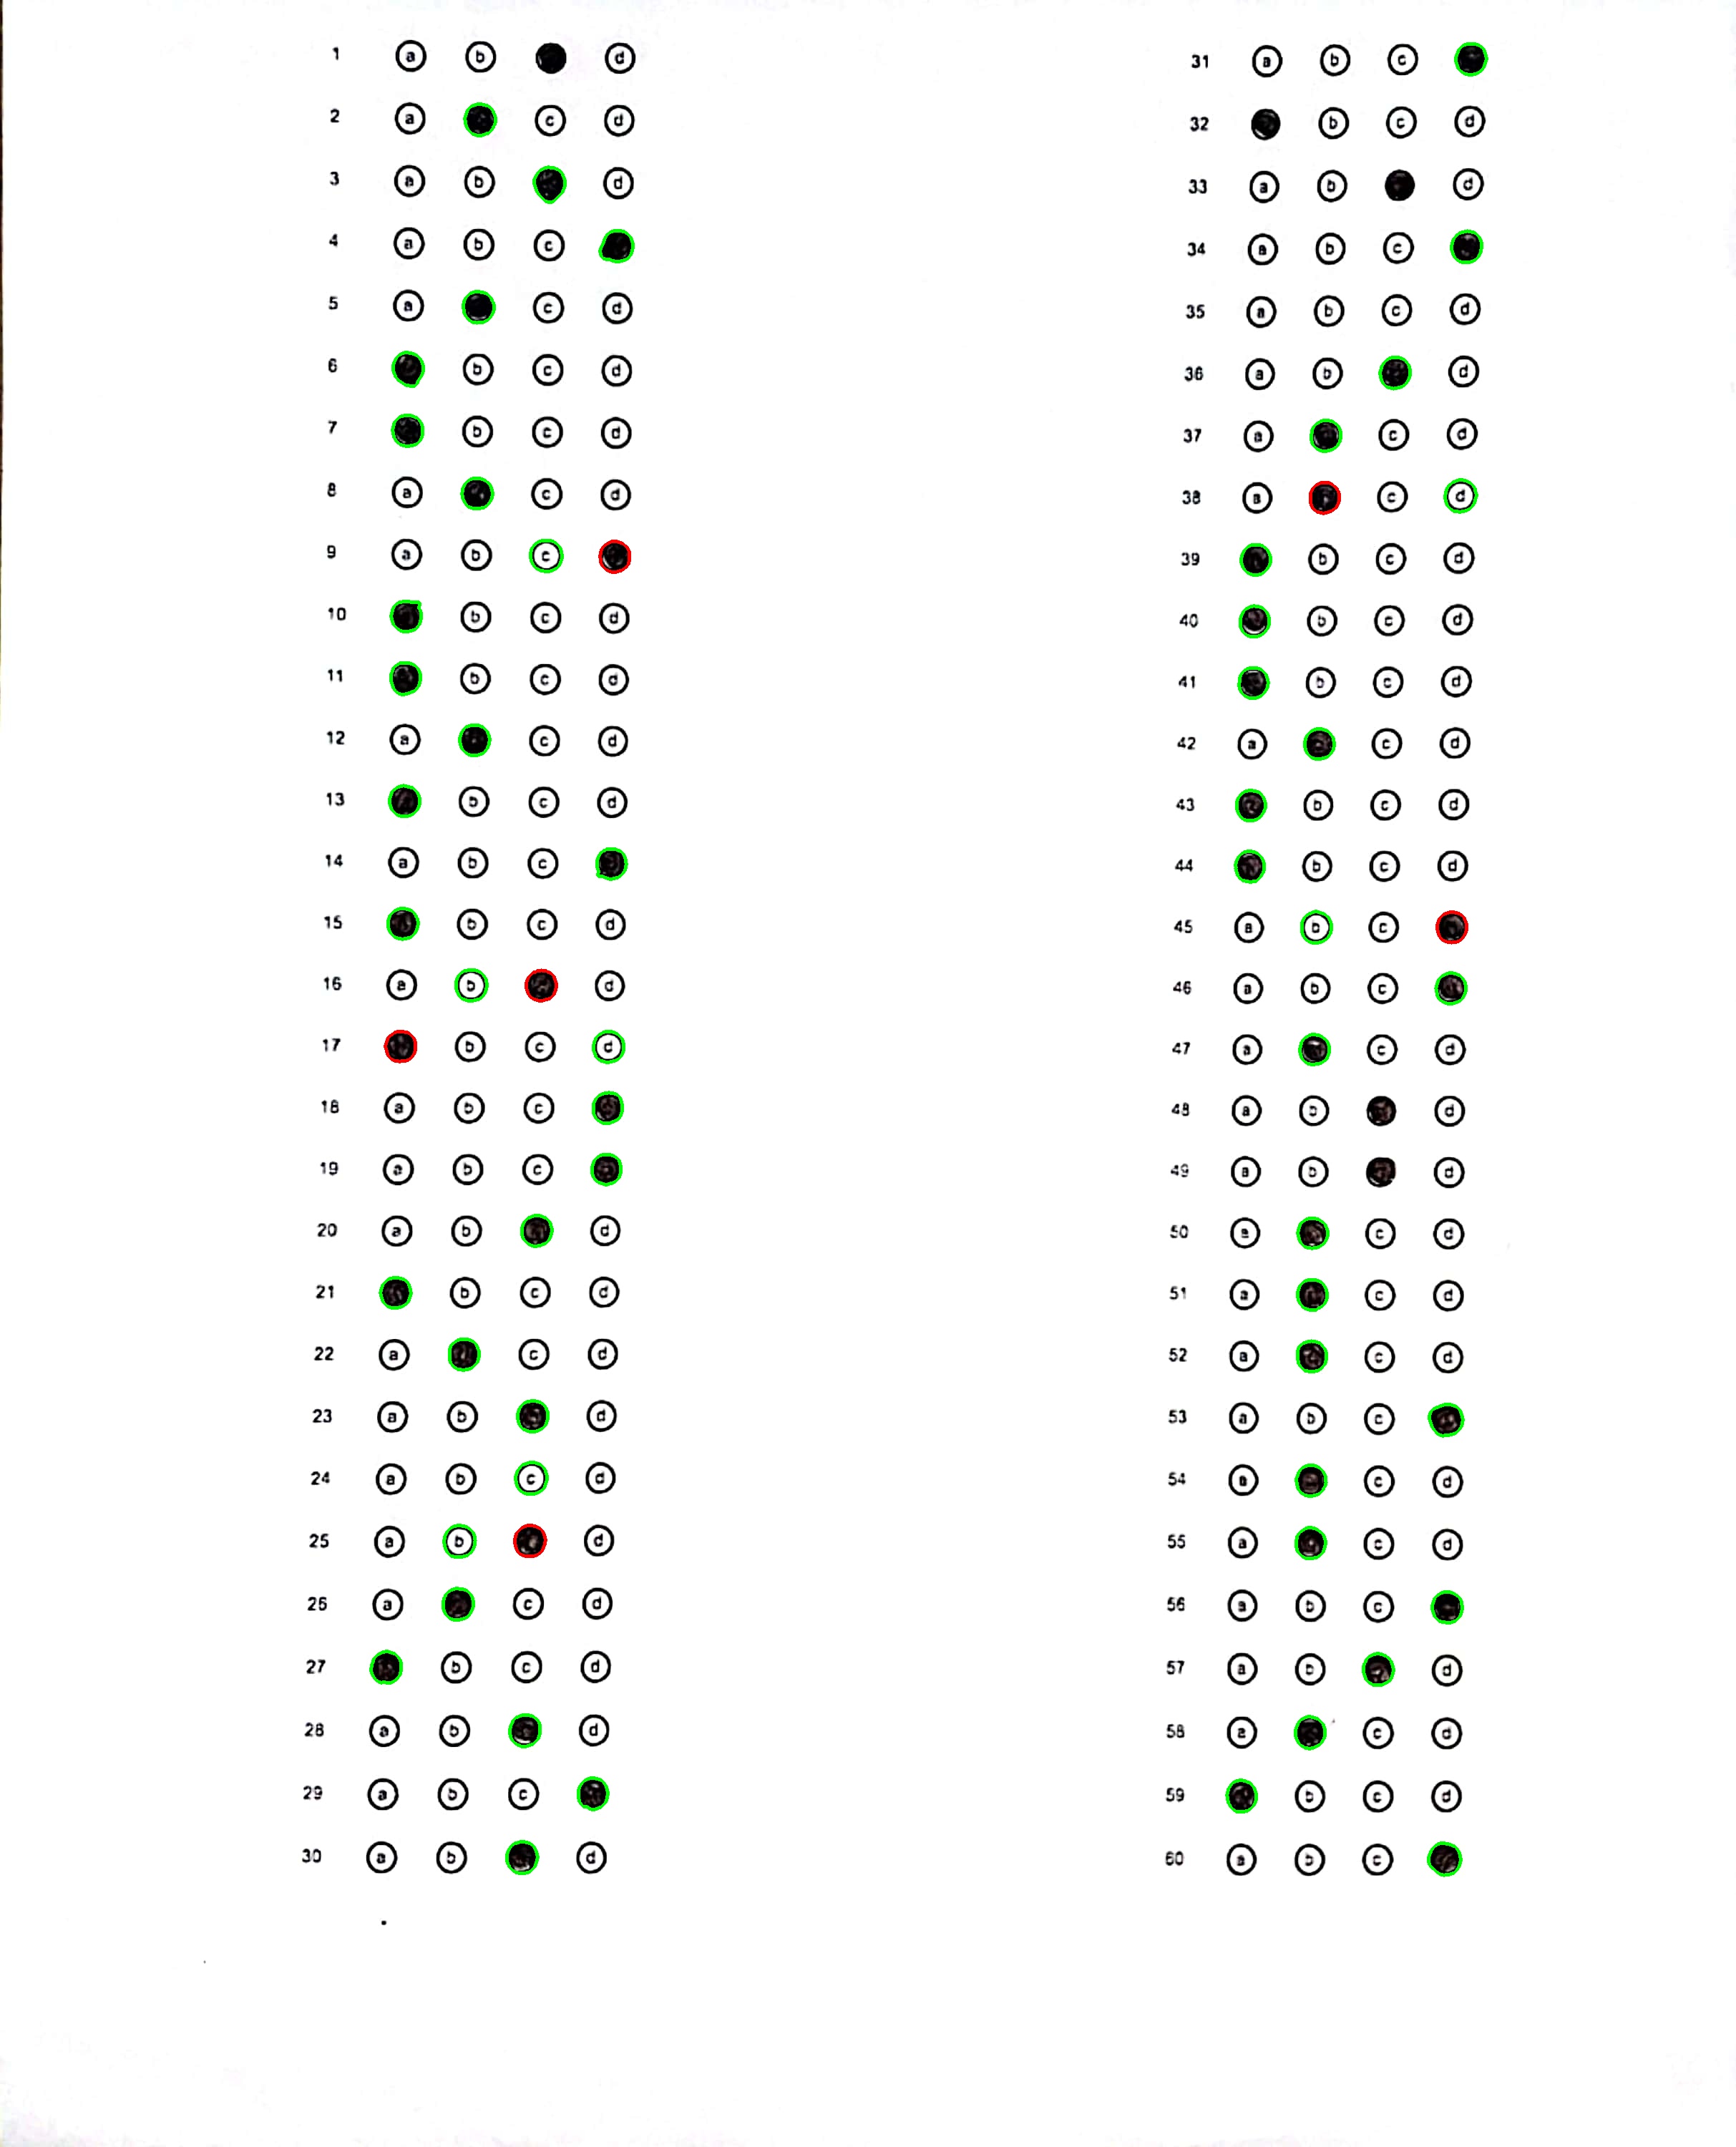 1 a b d
2 a c d
3 a b d
4 a b c
5 a c d
6 b c d
7 b c d
8 a c d
9 a b c
10 b c d
11 b c d
12 a c d
13 b c d
14 a b c
15 b c d
16 a b d
17 b c d
18 a b c
19 a b c
20 a b d
21 b c d
22 a c d
23 a b d
24 a b c d
25 a b d
26 a c d
27 b c d
28 a b d
29 a b c
30 a b d
31 a b c
32 b c d
33 a b d
34 a b c
35 a b c d
36 a b d
37 a c d
38 a c d
39 b c d
40 b c d
41 b c d
42 a c d
43 b c d
44 b c d
45 a b c
46 a b c
47 a c d
48 a b d
49 a b d
50 a c d
51 a c d
52 a c d
53 a b c
54 a c d
55 a c d
56 a b c
57 a b d
58 a c d
59 b c d
60 a b c